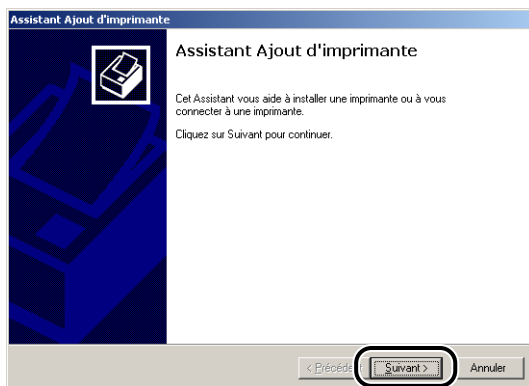 Assistant Ajout d'imprimante
Assistant Ajout d'imprimante
Cet Assistant vous aide à installer une imprimante ou à vous
connecter à une imprimante.
Cliquez sur Suivant pour continuer.
< Précédent Suivant > Annuler